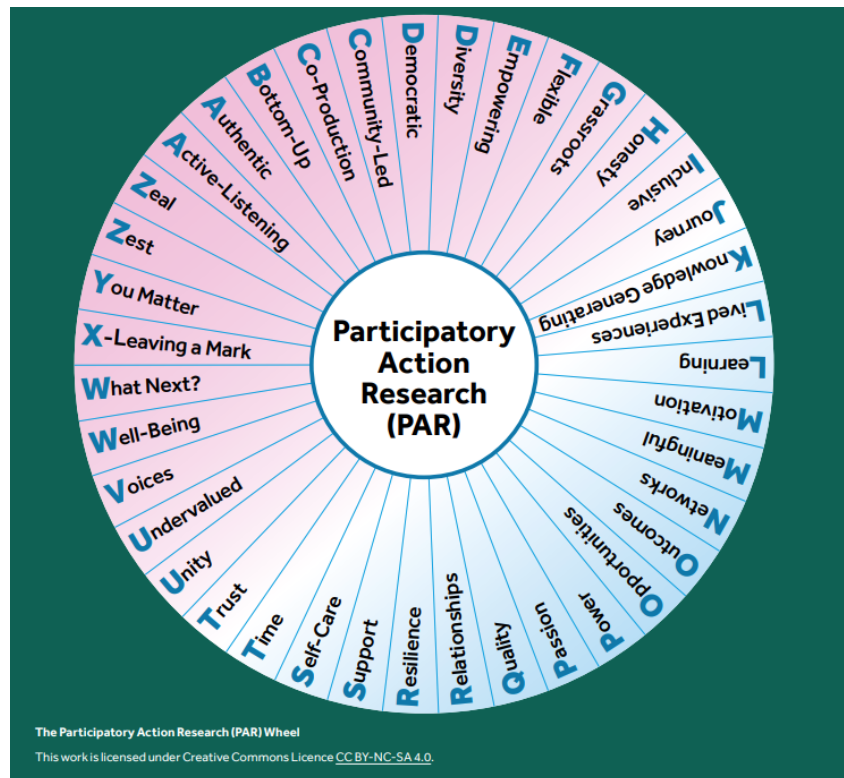 Participatory
Action
Research
(PAR)
Active-Listening
Authentic
Bottom-Up
Co-Production
Community-Led
Democratic
Diversity
Empowering
Flexible
Grassroots
Honesty
Inclusive
Journey
Knowledge Generating
Lived Experiences
Learning
Motivation
Meaningful
Networks
Outcomes
Opportunities
Power
Passion
Quality
Relationships
Resilience
Support
Self-Care
Time
Trust
Unity
Undervalued
Voices
Well-Being
What Next?
X-Leaving a Mark
You Matter
Zest
Zeal
The Participatory Action Research (PAR) Wheel
This work is licensed under Creative Commons Licence CC BY-NC-SA 4.0.